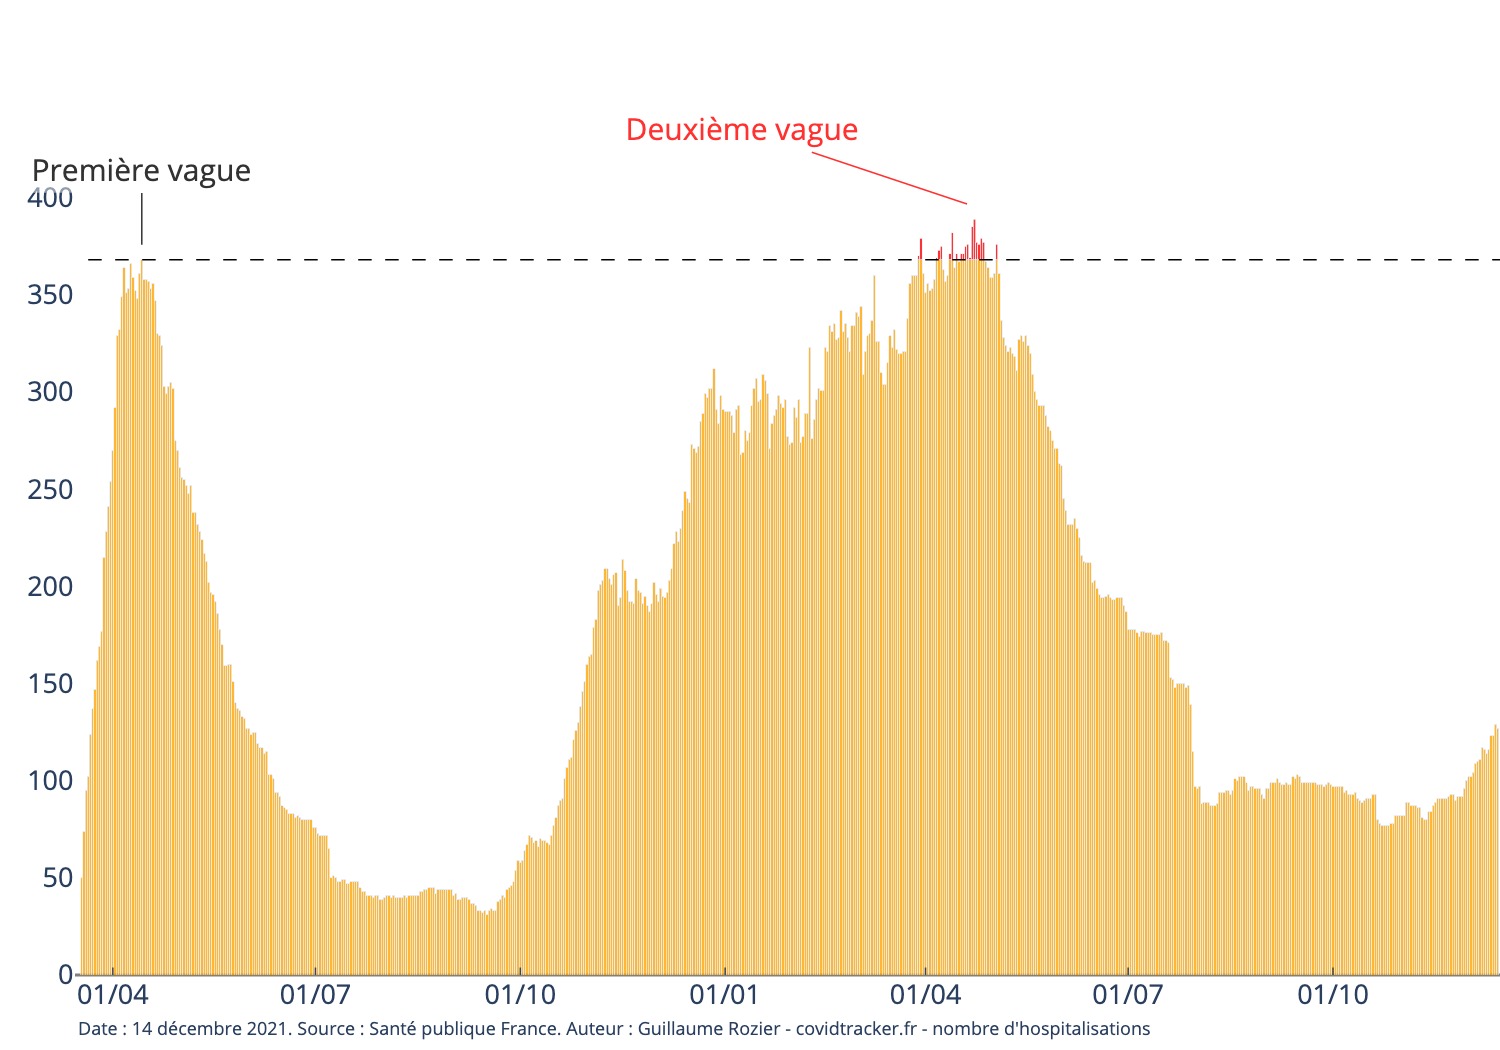 Deuxième vague
Première vague
400
350
300
250
200
150
100
50
0
01/04 01/07 01/10 01/01 01/04 01/07 01/10
Date : 14 décembre 2021. Source : Santé publique France. Auteur : Guillaume Rozier - covidtracker.fr - nombre d'hospitalisations